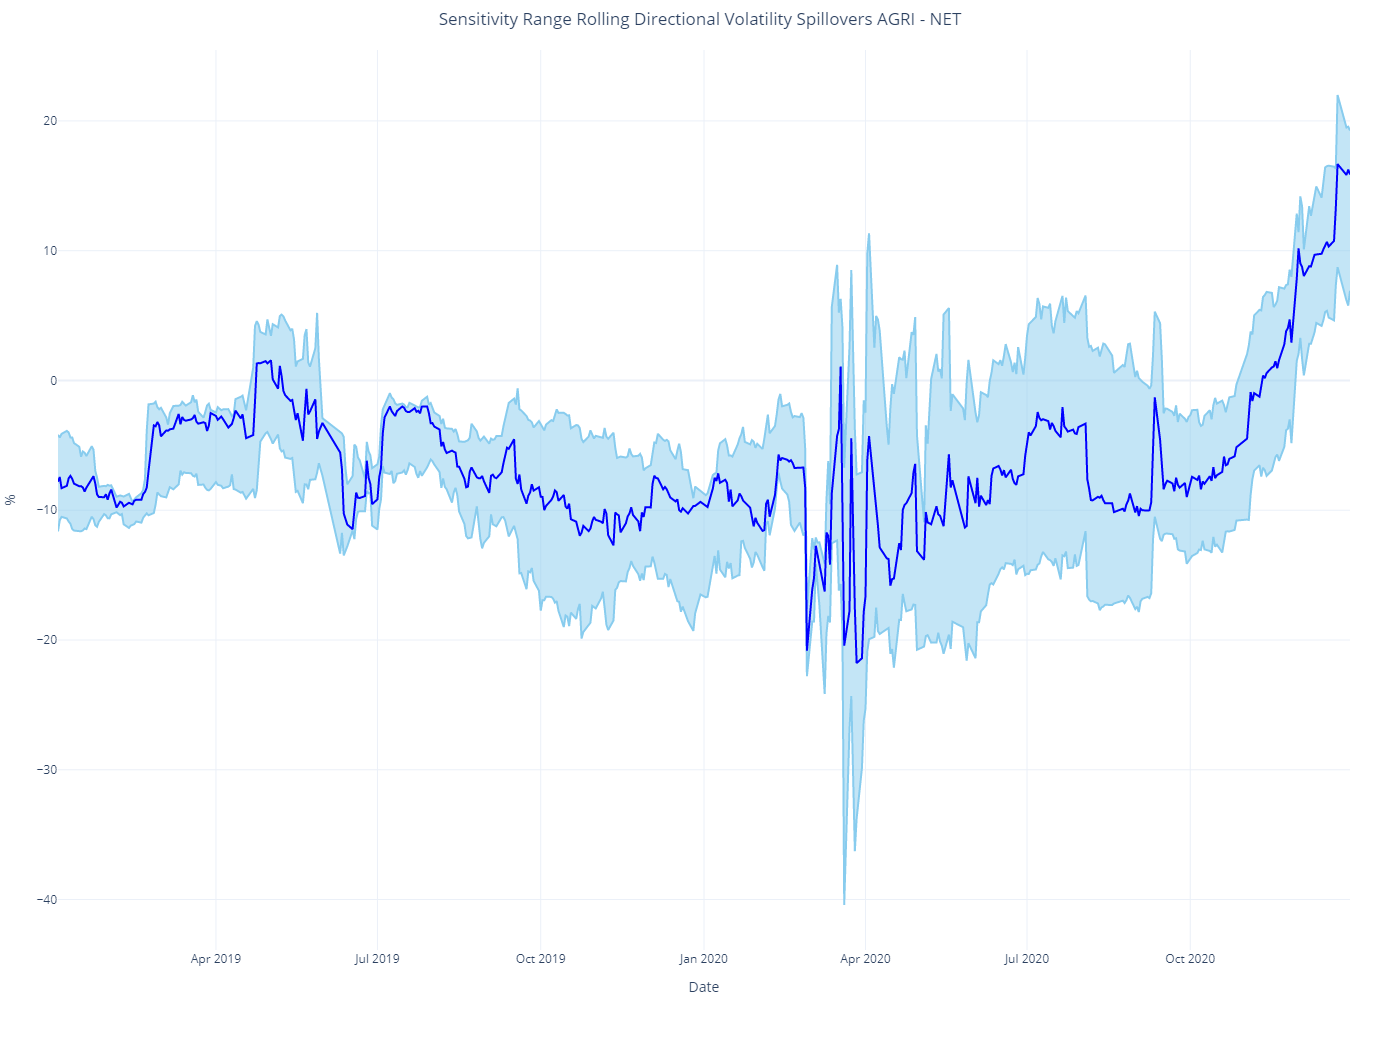 Sensitivity Range Rolling Directional Volatility Spillovers AGRI - NET
20
10
0
−10
−20
−30
−40
%
Apr 2019
Jul 2019
Oct 2019
Jan 2020
Apr 2020
Jul 2020
Oct 2020
Date